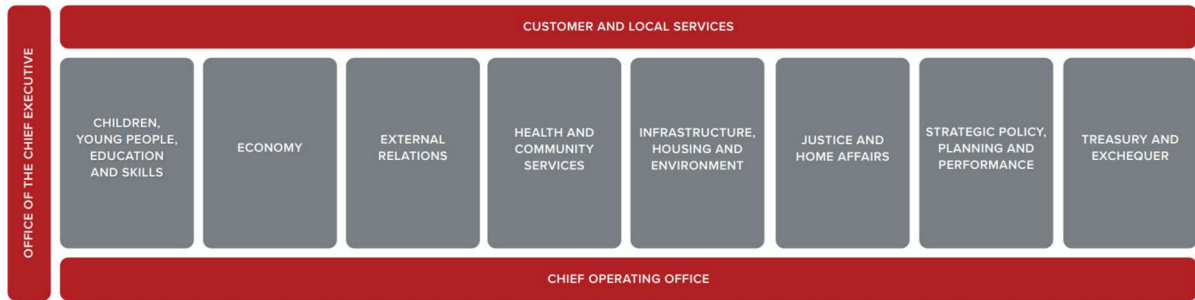 OFFICE OF THE CHIEF EXECUTIVE
CUSTOMER AND LOCAL SERVICES
CHILDREN,
YOUNG PEOPLE,
EDUCATION
AND SKILLS
ECONOMY
EXTERNAL
RELATIONS
HEALTH AND
COMMUNITY
SERVICES
INFRASTRUCTURE,
HOUSING AND
ENVIRONMENT
JUSTICE AND
HOME AFFAIRS
STRATEGIC POLICY,
PLANNING AND
PERFORMANCE
TREASURY AND
EXCHEQUER
CHIEF OPERATING OFFICE